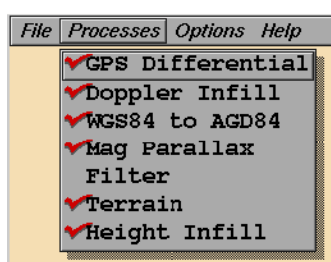 File Processes Options Help
GPS Differential
Doppler Infill
WGS84 to AGD84
Mag Parallax
Filter
Terrain
Height Infill